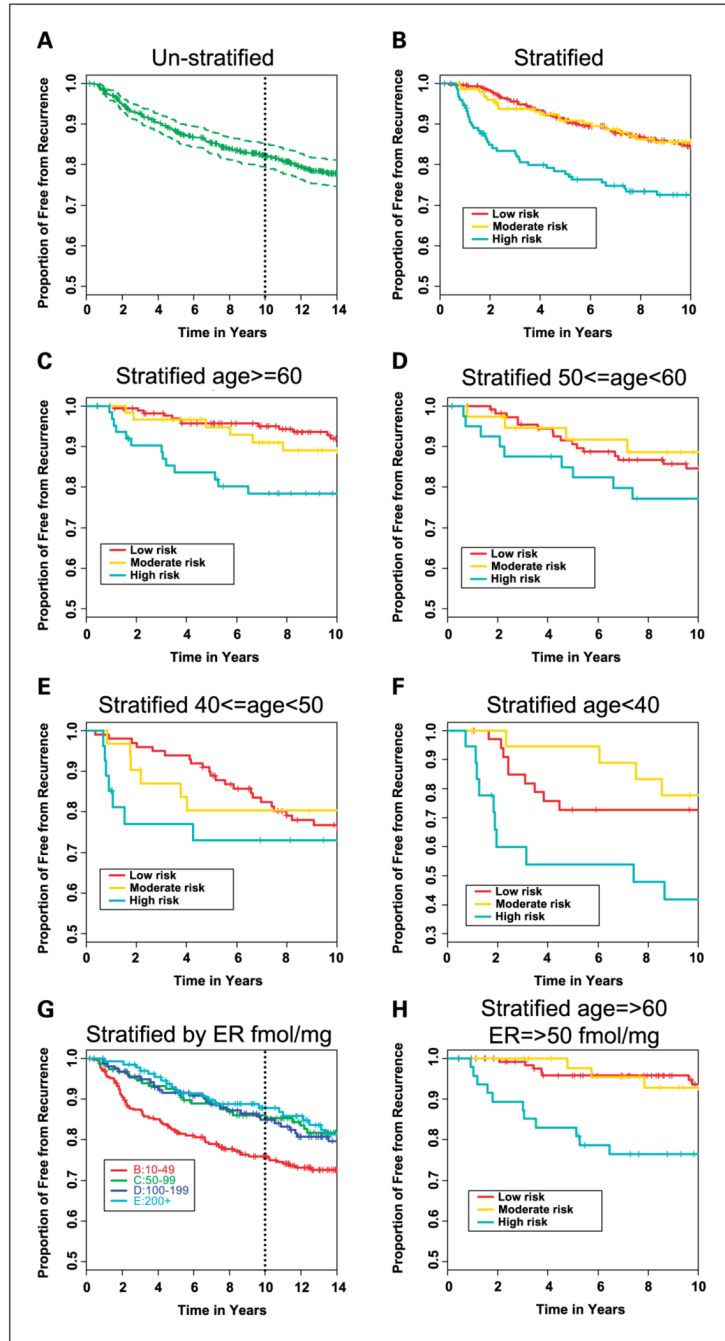 A
Un-stratified
Proportion of Free from Recurrence
1.0
0.9
0.8
0.7
0.6
0.5
0 2 4 6 8 10 12 14
Time in Years
B
Stratified
Proportion of Free from Recurrence
1.0
0.9
0.8
0.7
0.6
0.5
Low risk
Moderate risk
High risk
0 2 4 6 8 10
Time in Years
C
Stratified age>=60
Proportion of Free from Recurrence
1.0
0.9
0.8
0.7
0.6
0.5
Low risk
Moderate risk
High risk
0 2 4 6 8 10
Time in Years
D
Stratified 50<=age<60
Proportion of Free from Recurrence
1.0
0.9
0.8
0.7
0.6
0.5
Low risk
Moderate risk
High risk
0 2 4 6 8 10
Time in Years
E
Stratified 40<=age<50
Proportion of Free from Recurrence
1.0
0.9
0.8
0.7
0.6
0.5
Low risk
Moderate risk
High risk
0 2 4 6 8 10
Time in Years
F
Stratified age<40
Proportion of Free from Recurrence
1.0
0.9
0.8
0.7
0.6
0.5
0.4
0.3
Low risk
Moderate risk
High risk
0 2 4 6 8 10
Time in Years
G
Stratified by ER fmol/mg
Proportion of Free from Recurrence
1.0
0.9
0.8
0.7
0.6
0.5
B:10-49
C:50-99
D:100-199
E:200+
0 2 4 6 8 10 12 14
Time in Years
H
Stratified age=>60
ER=>50 fmol/mg
Proportion of Free from Recurrence
1.0
0.9
0.8
0.7
0.6
0.5
Low risk
Moderate risk
High risk
0 2 4 6 8 10
Time in Years